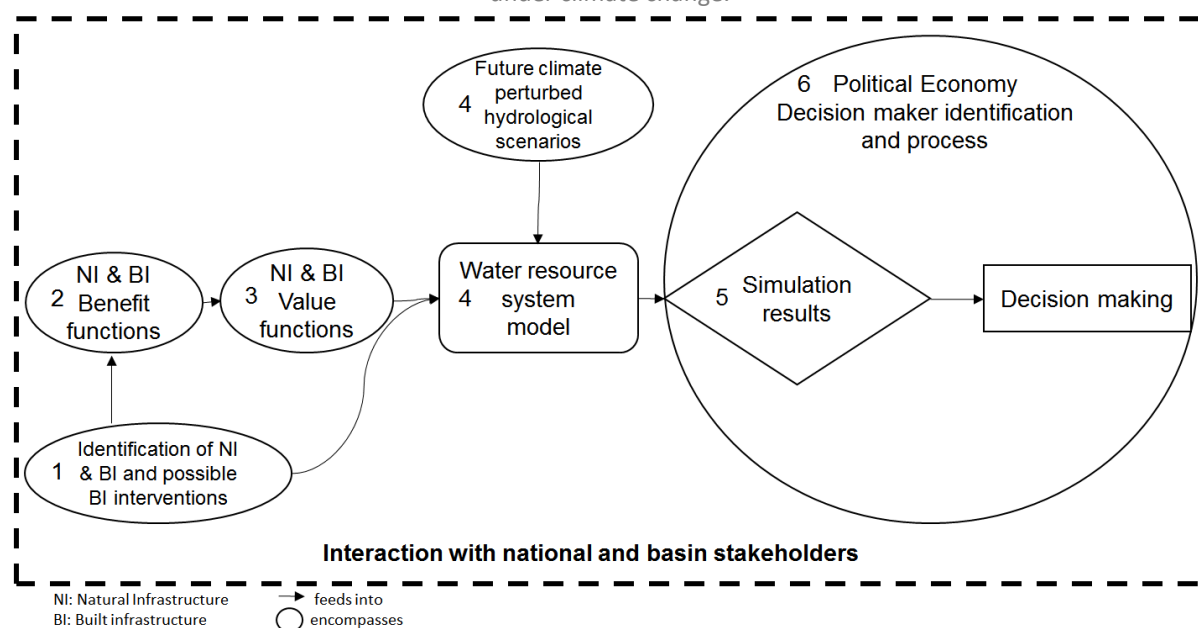 under climate change.
4
Future climate
perturbed
hydrological
scenarios
6 Political Economy
Decision maker identification
and process
2
NI & BI
Benefit
functions
3
NI & BI
Value
functions
4
Water resource
system
model
5
Simulation
results
Decision making
1
Identification of NI
& BI and possible
BI interventions
Interaction with national and basin stakeholders
NI: Natural Infrastructure
feeds into
BI: Built infrastructure
encompasses